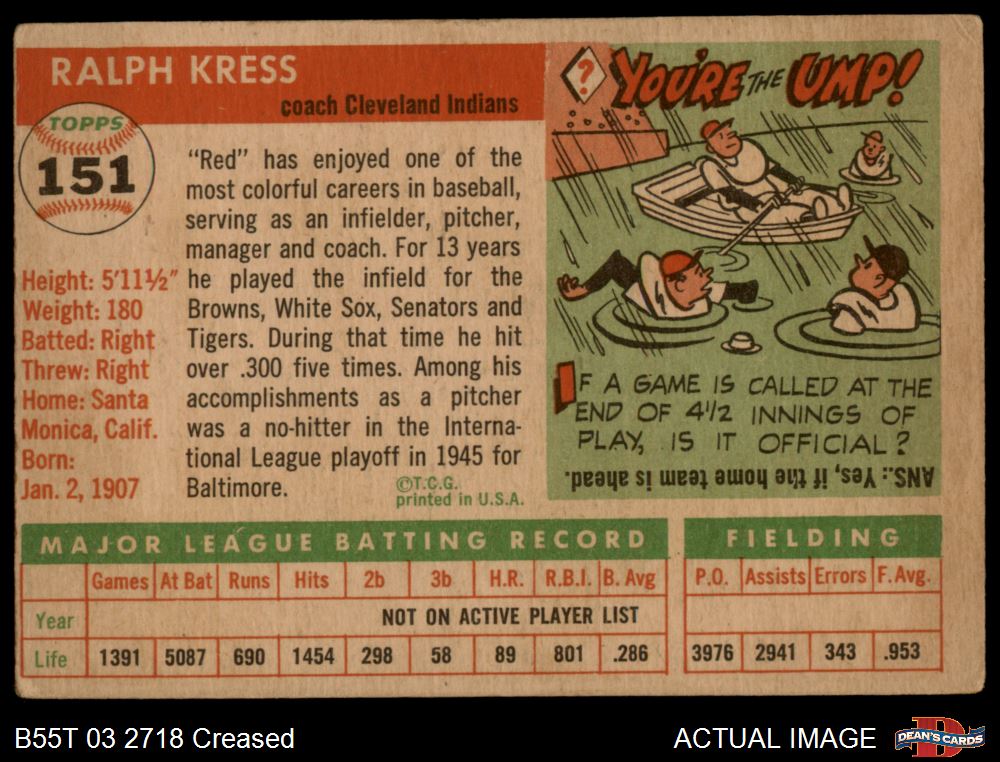 RALPH KRESS
coach Cleveland Indians
TOPPS
151
Height: 5'11½"
Weight: 180
Batted: Right
Threw: Right
Home: Santa
Monica, Calif.
Born:
Jan. 2, 1907
"Red" has enjoyed one of the
most colorful careers in baseball,
serving as an infielder, pitcher,
manager and coach. For 13 years
he played the infield for the
Browns, White Sox, Senators and
Tigers. During that time he hit
over .300 five times. Among his
accomplishments as a pitcher
was a no-hitter in the Interna-
tional League playoff in 1945 for
Baltimore.
©T.C.G.
printed in U.S.A.
?
YOU'RE THE UMP!
IF A GAME IS CALLED AT THE
END OF 4 1/2 INNINGS OF
PLAY, IS IT OFFICIAL?
ANS.: Yes, if the home team is ahead.
MAJOR LEAGUE BATTING RECORD
Games At Bat Runs Hits 2b 3b H.R. R.B.I. B. Avg
Year NOT ON ACTIVE PLAYER LIST
Life 1391 5087 690 1454 298 58 89 801 .286
FIELDING
P.O. Assists Errors F. Avg.
3976 2941 343 .953
B55T 03 2718 Creased
ACTUAL IMAGE
D
DEAN'S CARDS